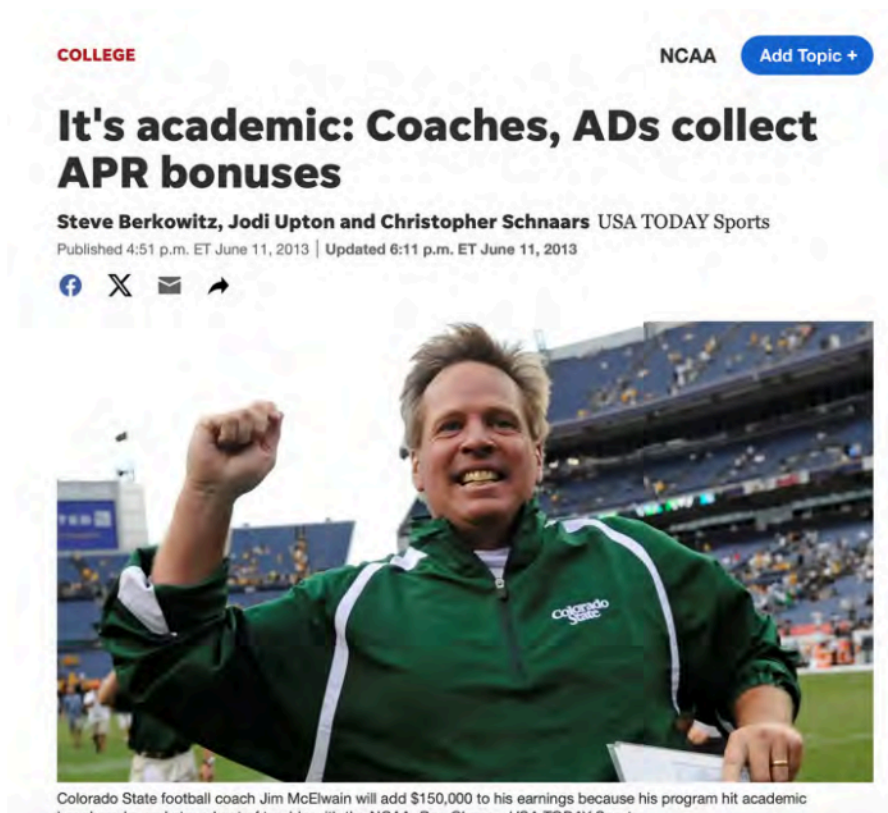 COLLEGE
NCAA
Add Topic +
It's academic: Coaches, ADs collect
APR bonuses
Steve Berkowitz, Jodi Upton and Christopher Schnaars USA TODAY Sports
Published 4:51 p.m. ET June 11, 2013 | Updated 6:11 p.m. ET June 11, 2013
Colorado
State
Colorado State football coach Jim McElwain will add $150,000 to his earnings because his program hit academic